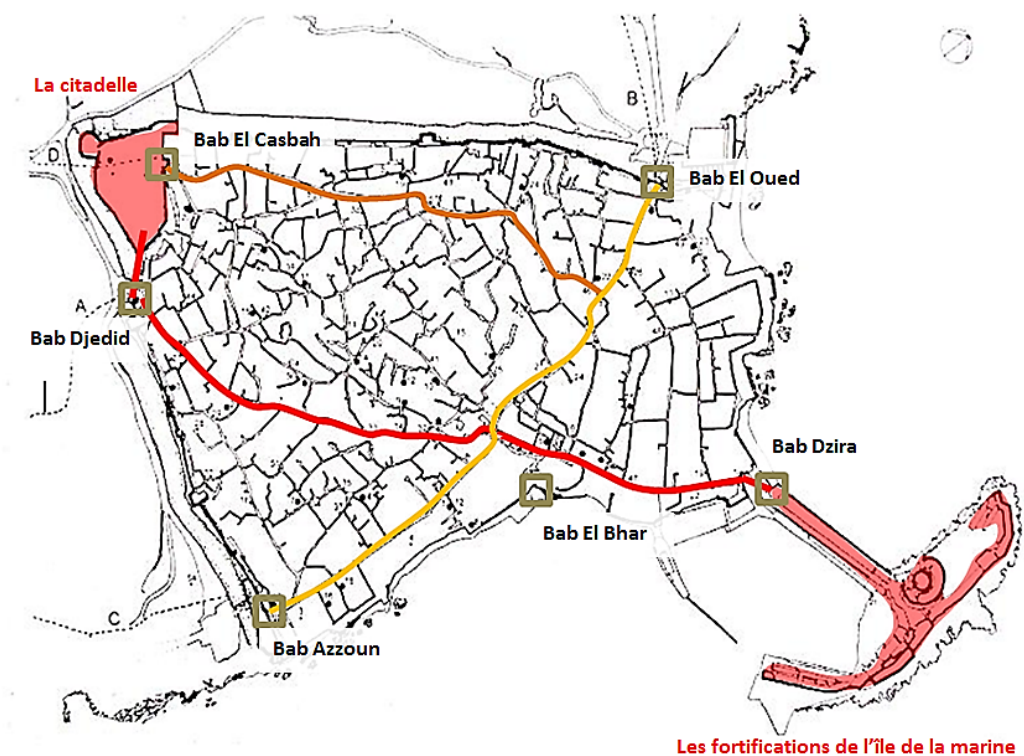 La citadelle
B
Bab El Casbah
D
Bab El Oued
A
Bab Djedid
Bab Dzira
Bab El Bhar
C
Bab Azzoun
Les fortifications de l'île de la marine